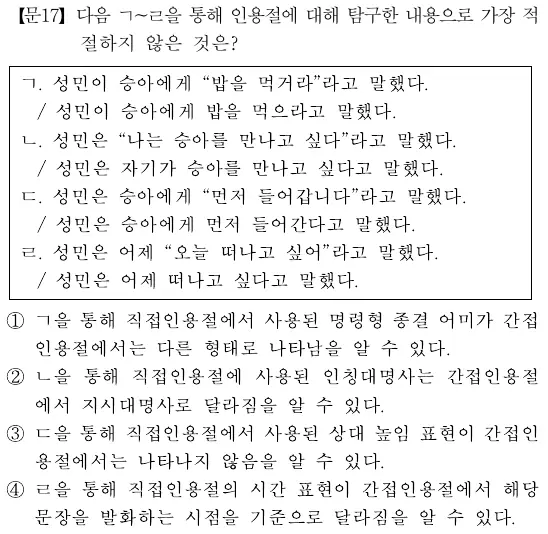 【문17】 다음 ㄱ~ㄹ을 통해 인용절에 대해 탐구한 내용으로 가장 적
절하지 않은 것은?
ㄱ. 성민이 승아에게 “밥을 먹거라”라고 말했다.
/ 성민이 승아에게 밥을 먹으라고 말했다.
ㄴ. 성민은 “나는 승아를 만나고 싶다”라고 말했다.
/ 성민은 자기가 승아를 만나고 싶다고 말했다.
ㄷ. 성민은 승아에게 “먼저 들어갑니다”라고 말했다.
/ 성민은 승아에게 먼저 들어간다고 말했다.
ㄹ. 성민은 어제 “오늘 떠나고 싶어”라고 말했다.
/ 성민은 어제 떠나고 싶다고 말했다.
① ㄱ을 통해 직접인용절에서 사용된 명령형 종결 어미가 간접
인용절에서는 다른 형태로 나타남을 알 수 있다.
② ㄴ을 통해 직접인용절에 사용된 인칭대명사는 간접인용절
에서 지시대명사로 달라짐을 알 수 있다.
③ ㄷ을 통해 직접인용절에서 사용된 상대 높임 표현이 간접인
용절에서는 나타나지 않음을 알 수 있다.
④ ㄹ을 통해 직접인용절의 시간 표현이 간접인용절에서 해당
문장을 발화하는 시점을 기준으로 달라짐을 알 수 있다.